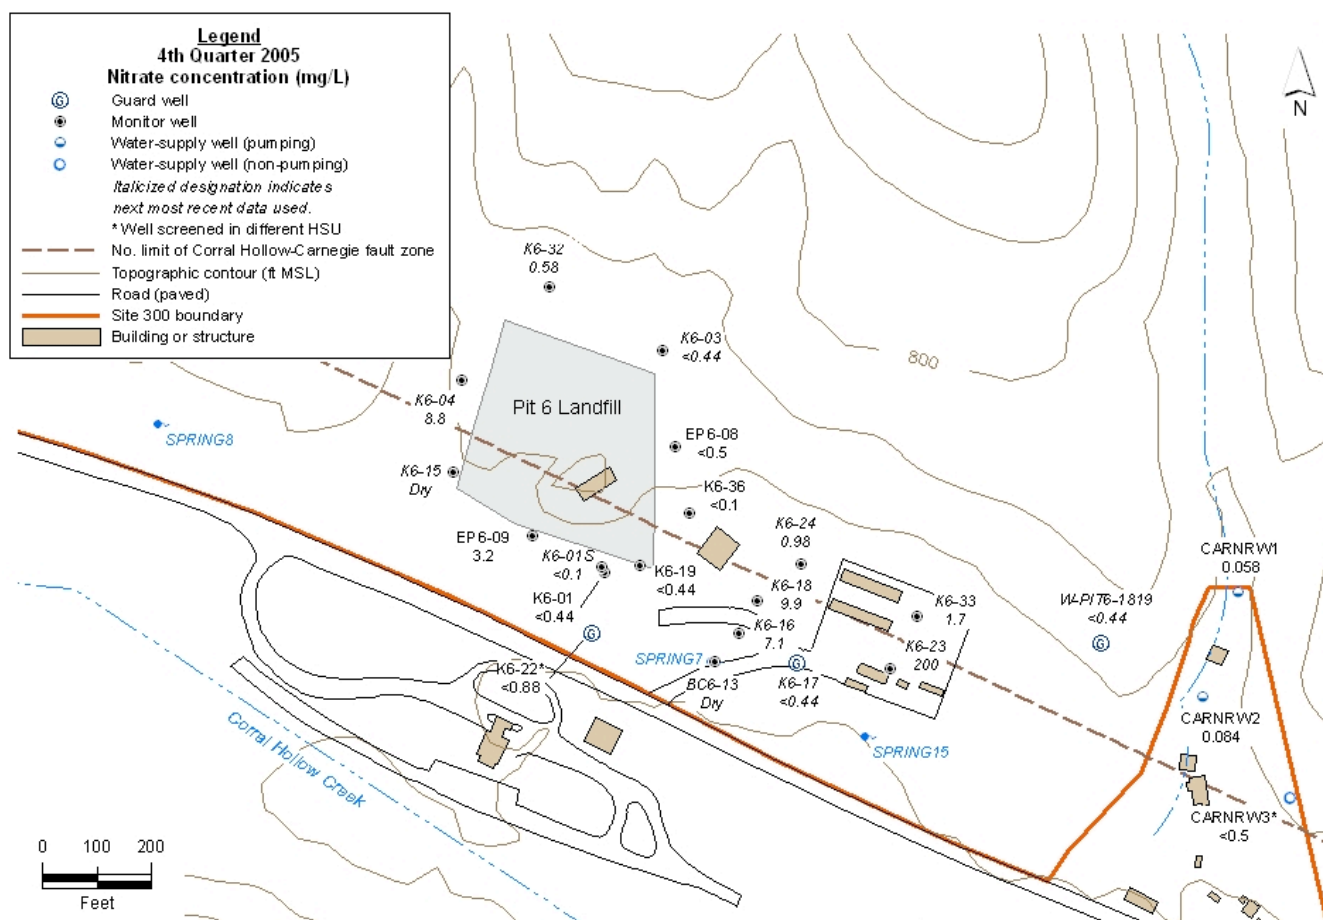 Legend
4th Quarter 2005
Nitrate concentration (mg/L)
G Guard well
Monitor well
Water-supply well (pumping)
Water-supply well (non-pumping)
Italicized designation indicates
next most recent data used.
* Well screened in different HSU
No. limit of Corral Hollow-Carnegie fault zone
Topographic contour (ft MSL)
Road (paved)
Site 300 boundary
Building or structure
N
K6-32
0.58
K6-03
<0.44
800
K6-04
8.8
Pit 6 Landfill
SPRING8
EP6-08
<0.5
K6-15
Dry
K6-36
<0.1
K6-24
0.98
EP6-09
3.2
K6-01S
<0.1
K6-19
<0.44
K6-01
<0.44
K6-18
9.9
K6-33
1.7
K6-16
7.1
W-PIT6-1819
<0.44
G
CARNRW1
0.058
G
SPRING7
G
K6-23
200
K6-22*
<0.88
BC6-13
Dry
K6-17
<0.44
CARNRW2
0.084
SPRING15
Corral Hollow Creek
CARNRW3*
<0.5
0 100 200
Feet